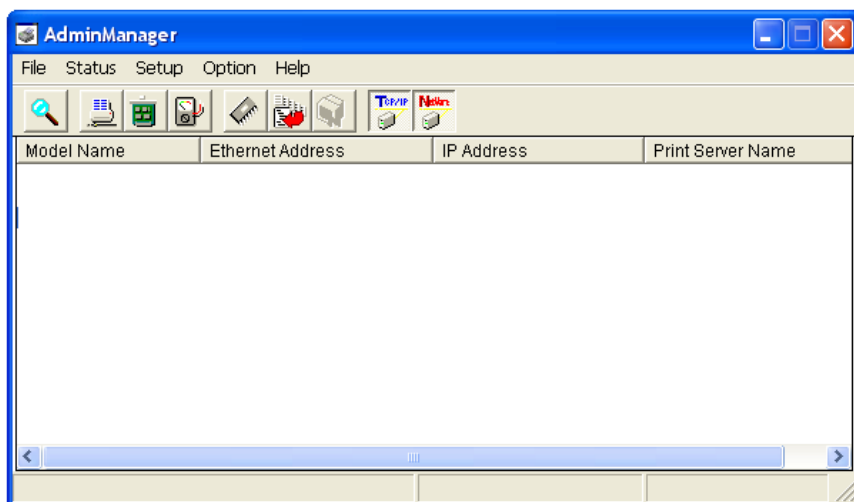 AdminManager
File Status Setup Option Help
TCP/IP NetWare
Model Name Ethernet Address IP Address Print Server Name